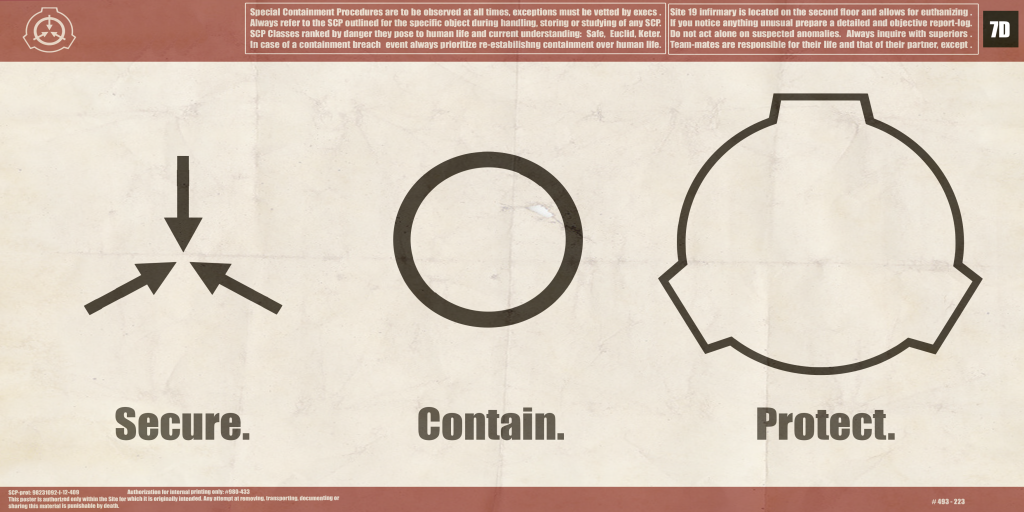 Special Containment Procedures are to be observed at all times, exceptions must be vetted by execs .
Always refer to the SCP outlined for the specific object during handling, storing or studying of any SCP.
SCP Classes ranked by danger they pose to human life and current understanding: Safe, Euclid, Keter.
In case of a containment breach event always prioritize re-estabilishng containment over human life.
Site 19 infirmary is located on the second floor and allows for euthanizing .
If you notice anything unusual prepare a detailed and objective report-log.
Do not act alone on suspected anomalies. Always inquire with superiors .
Team-mates are responsible for their life and that of their partner, except .
7D
Secure.
Contain.
Protect.
Authorization for internal printing only: #989-433
This poster is authorized only within the Site for which it is originally intended. Any attempt at removing, transporting, documenting or
sharing this material is punishable by death.
# 493 - 223